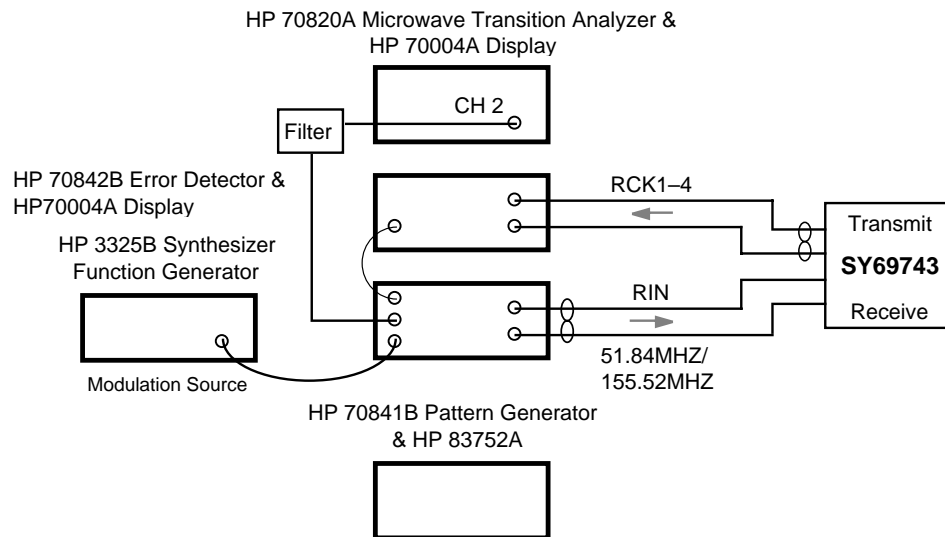 HP 70820A Microwave Transition Analyzer &
HP 70004A Display
CH 2
Filter
HP 70842B Error Detector &
HP70004A Display
RCK1–4
Transmit
SY69743
Receive
HP 3325B Synthesizer
Function Generator
RIN
51.84MHZ/
155.52MHZ
Modulation Source
HP 70841B Pattern Generator
& HP 83752A